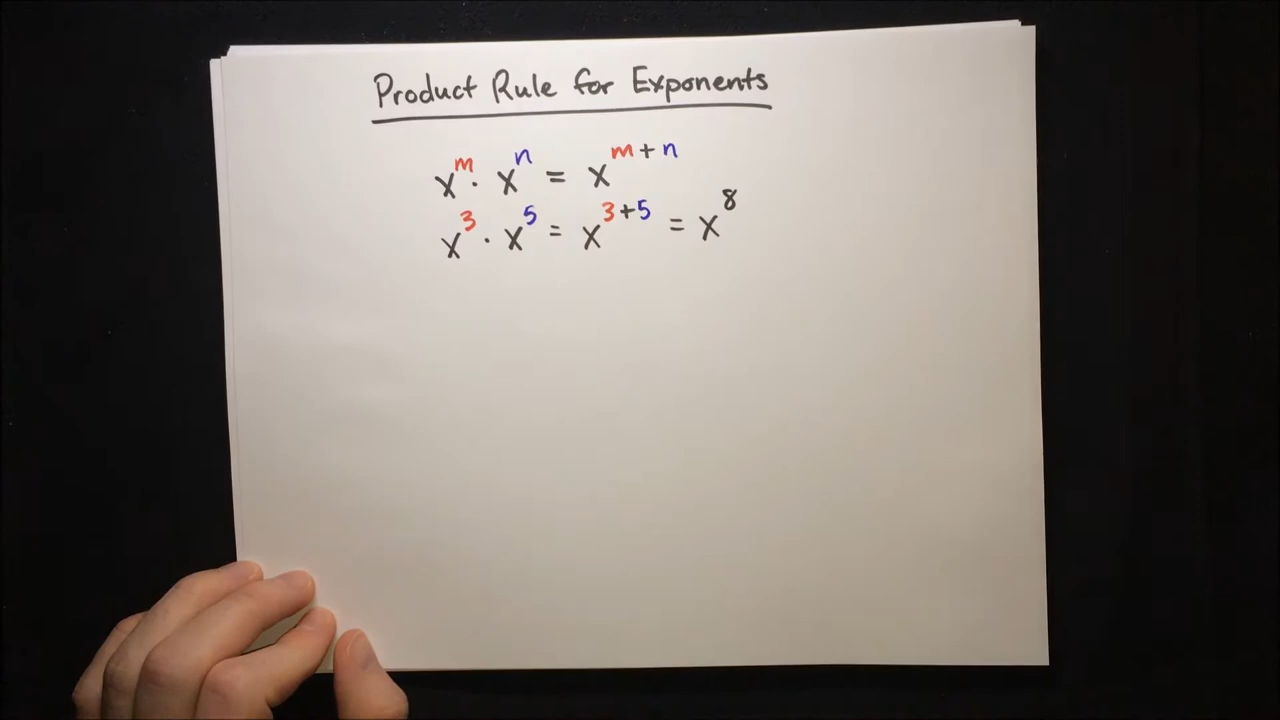 Product Rule for Exponents
x^m · x^n = x^(m+n)
x^3 · x^5 = x^(3+5) = x^8